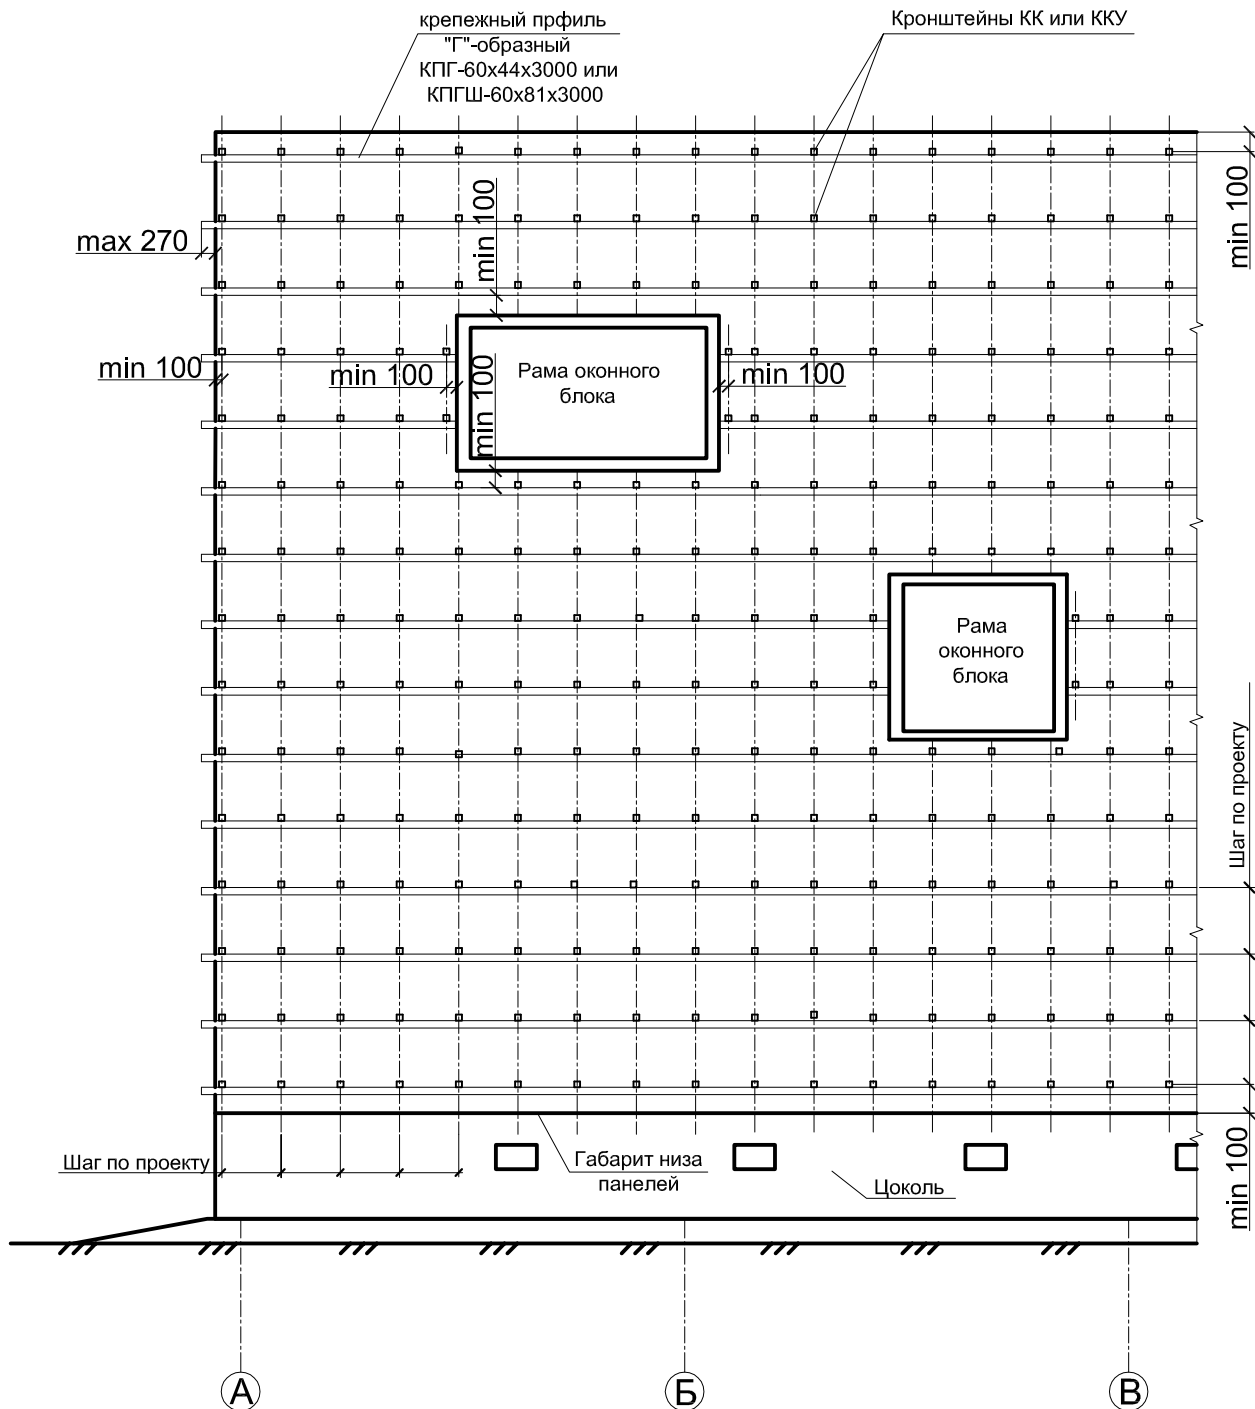 крепежный прфиль
"Г"-образный
КПГ-60х44х3000 или
КПГШ-60х81х3000
Кронштейны КК или ККУ
min 100
min 100
max 270
min 100
min 100
min 100
min 100
Рама оконного
блока
Рама
оконного
блока
Шаг по проекту
Шаг по проекту
Габарит низа
панелей
Цоколь
min 100
А
Б
В